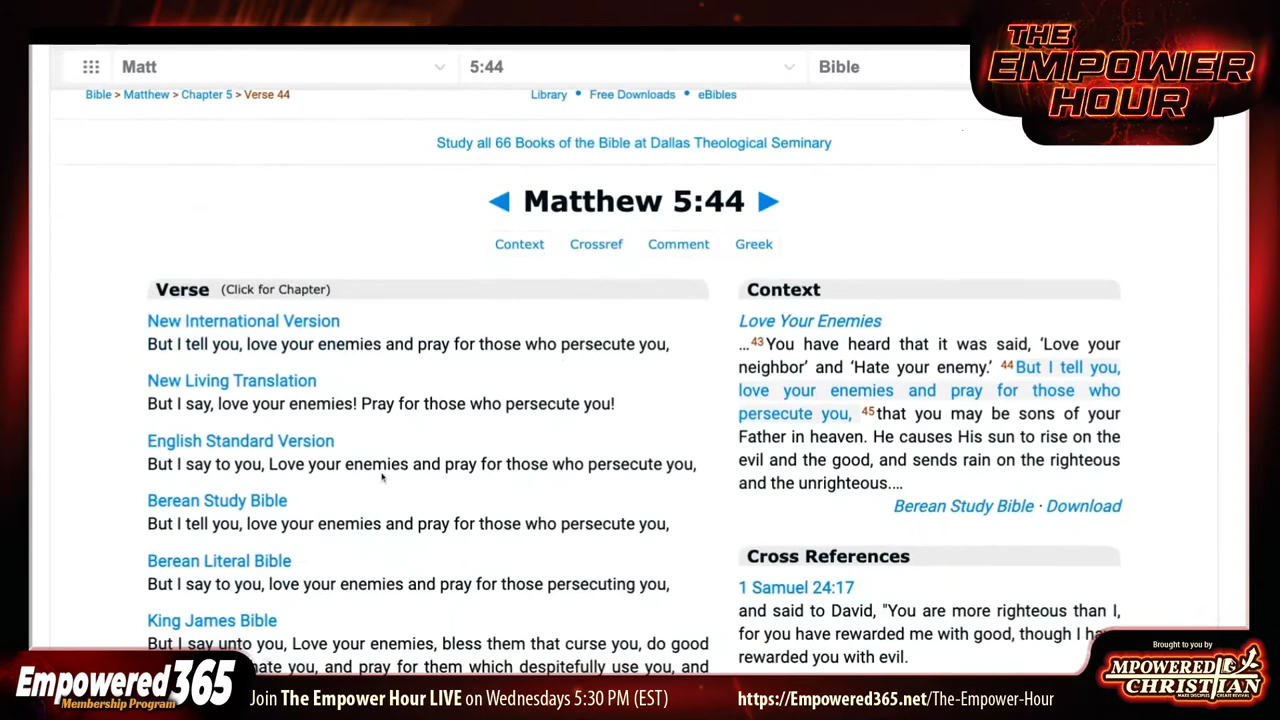 Matt
5:44
Bible
THE
EMPOWER
HOUR
Bible > Matthew > Chapter 5 > Verse 44
Library • Free Downloads • eBibles
Study all 66 Books of the Bible at Dallas Theological Seminary
◄ Matthew 5:44 ►
Context Crossref Comment Greek
Verse (Click for Chapter)
New International Version
But I tell you, love your enemies and pray for those who persecute you,
New Living Translation
But I say, love your enemies! Pray for those who persecute you!
English Standard Version
But I say to you, Love your enemies and pray for those who persecute you,
Berean Study Bible
But I tell you, love your enemies and pray for those who persecute you,
Berean Literal Bible
But I say to you, love your enemies and pray for those persecuting you,
King James Bible
But I say unto you, Love your enemies, bless them that curse you, do good
hate you, and pray for them which despitefully use you, and
Context
Love Your Enemies
…43You have heard that it was said, ‘Love your
neighbor’ and ‘Hate your enemy.’ 44But I tell you,
love your enemies and pray for those who
persecute you, 45that you may be sons of your
Father in heaven. He causes His sun to rise on the
evil and the good, and sends rain on the righteous
and the unrighteous.…
Berean Study Bible · Download
Cross References
1 Samuel 24:17
and said to David, "You are more righteous than I,
for you have rewarded me with good, though I
rewarded you with evil.
Empowered365
Membership Program
Join The Empower Hour LIVE on Wednesdays 5:30 PM (EST)
https://Empowered365.net/The-Empower-Hour
Brought to you by
MPOWERED
CHRISTIAN
MAKE DISCIPLES CREATE REVIVAL